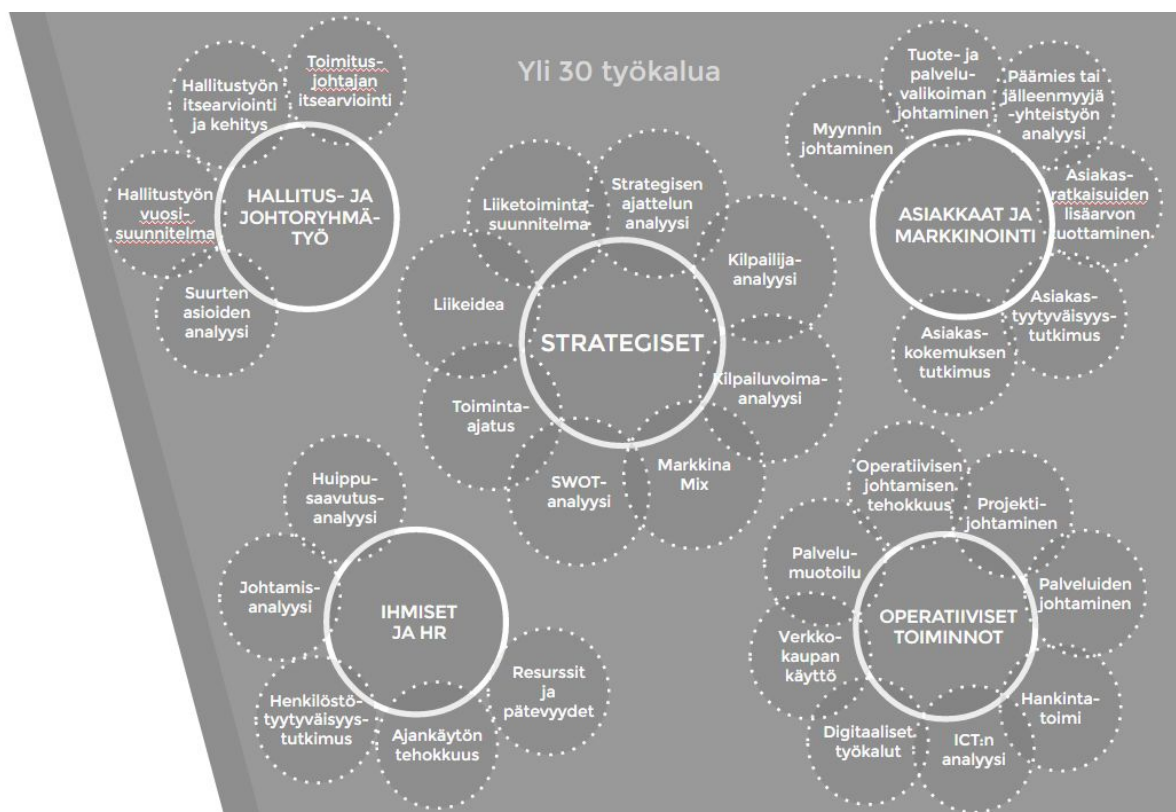 Yli 30 työkalua
Toimitus-
johtajan
itsearviointi
Hallitustyön
itsearviointi
ja kehitys
Hallitustyön
vuosi-
suunnitelma
Suurten
asioiden
analyysi
HALLITUS- JA
JOHTORYHMÄ-
TYÖ
Liiketoiminta-
suunnitelma
Strategisen
ajattelun
analyysi
Kilpailija-
analyysi
Kilpailuvoima-
analyysi
Markkina
Mix
SWOT-
analyysi
Toiminta-
ajatus
Liikeidea
STRATEGISET
Myynnin
johtaminen
Tuote- ja
palvelu-
valikoiman
johtaminen
Päämies tai
jälleenmyyjä
-yhteistyön
analyysi
Asiakas-
ratkaisuiden
lisäarvon
tuottaminen
Asiakas-
tyytyväisyys-
tutkimus
Asiakas-
kokemuksen
tutkimus
ASIAKKAAT JA
MARKKINOINTI
Huippu-
saavutus-
analyysi
Johtamis-
analyysi
Henkilöstö-
tyytyväisyys-
tutkimus
Ajankäytön
tehokkuus
Resurssit
ja
pätevyydet
IHMISET
JA HR
Operatiivisen
johtamisen
tehokkuus
Projekti-
johtaminen
Palveluiden
johtaminen
Hankinta-
toimi
ICT:n
analyysi
Digitaaliset
työkalut
Verkko-
kaupan
käyttö
Palvelu-
muotoilu
OPERATIIVISET
TOIMINNOT